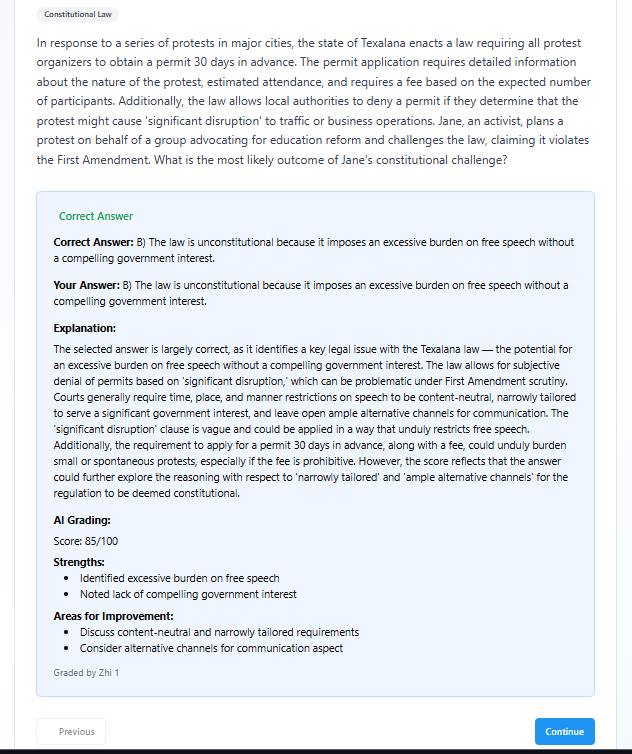 Constitutional Law
In response to a series of protests in major cities, the state of Texalana enacts a law requiring all protest
organizers to obtain a permit 30 days in advance. The permit application requires detailed information
about the nature of the protest, estimated attendance, and requires a fee based on the expected number
of participants. Additionally, the law allows local authorities to deny a permit if they determine that the
protest might cause 'significant disruption' to traffic or business operations. Jane, an activist, plans a
protest on behalf of a group advocating for education reform and challenges the law, claiming it violates
the First Amendment. What is the most likely outcome of Jane's constitutional challenge?
Correct Answer
Correct Answer: B) The law is unconstitutional because it imposes an excessive burden on free speech without
a compelling government interest.
Your Answer: B) The law is unconstitutional because it imposes an excessive burden on free speech without a
compelling government interest.
Explanation:
The selected answer is largely correct, as it identifies a key legal issue with the Texalana law — the potential for
an excessive burden on free speech without a compelling government interest. The law allows for subjective
denial of permits based on 'significant disruption,' which can be problematic under First Amendment scrutiny.
Courts generally require time, place, and manner restrictions on speech to be content-neutral, narrowly tailored
to serve a significant government interest, and leave open ample alternative channels for communication. The
'significant disruption' clause is vague and could be applied in a way that unduly restricts free speech.
Additionally, the requirement to apply for a permit 30 days in advance, along with a fee, could unduly burden
small or spontaneous protests, especially if the fee is prohibitive. However, the score reflects that the answer
could further explore the reasoning with respect to 'narrowly tailored' and 'ample alternative channels' for the
regulation to be deemed constitutional.
AI Grading:
Score: 85/100
Strengths:
• Identified excessive burden on free speech
• Noted lack of compelling government interest
Areas for Improvement:
• Discuss content-neutral and narrowly tailored requirements
• Consider alternative channels for communication aspect
Graded by Zhi 1
Previous
Continue